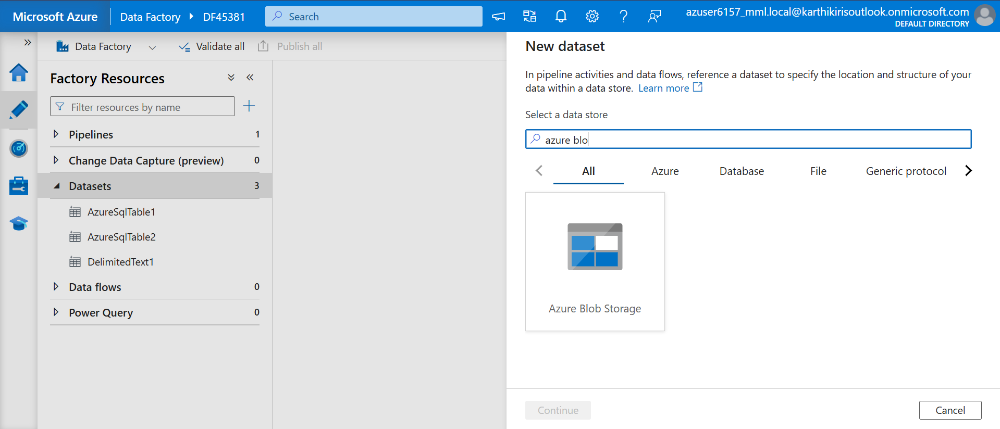 Microsoft Azure
Data Factory
DF45381
Search
azuser6157_mml.local@karthikirisoutlook.onmicrosoft.com
DEFAULT DIRECTORY
Data Factory
Validate all
Publish all
Factory Resources
Filter resources by name
Pipelines 1
Change Data Capture (preview) 0
Datasets 3
AzureSqlTable1
AzureSqlTable2
DelimitedText1
Data flows 0
Power Query 0
New dataset
In pipeline activities and data flows, reference a dataset to specify the location and structure of your
data within a data store. Learn more
Select a data store
azure blo
All Azure Database File Generic protocol
Azure Blob Storage
Continue
Cancel